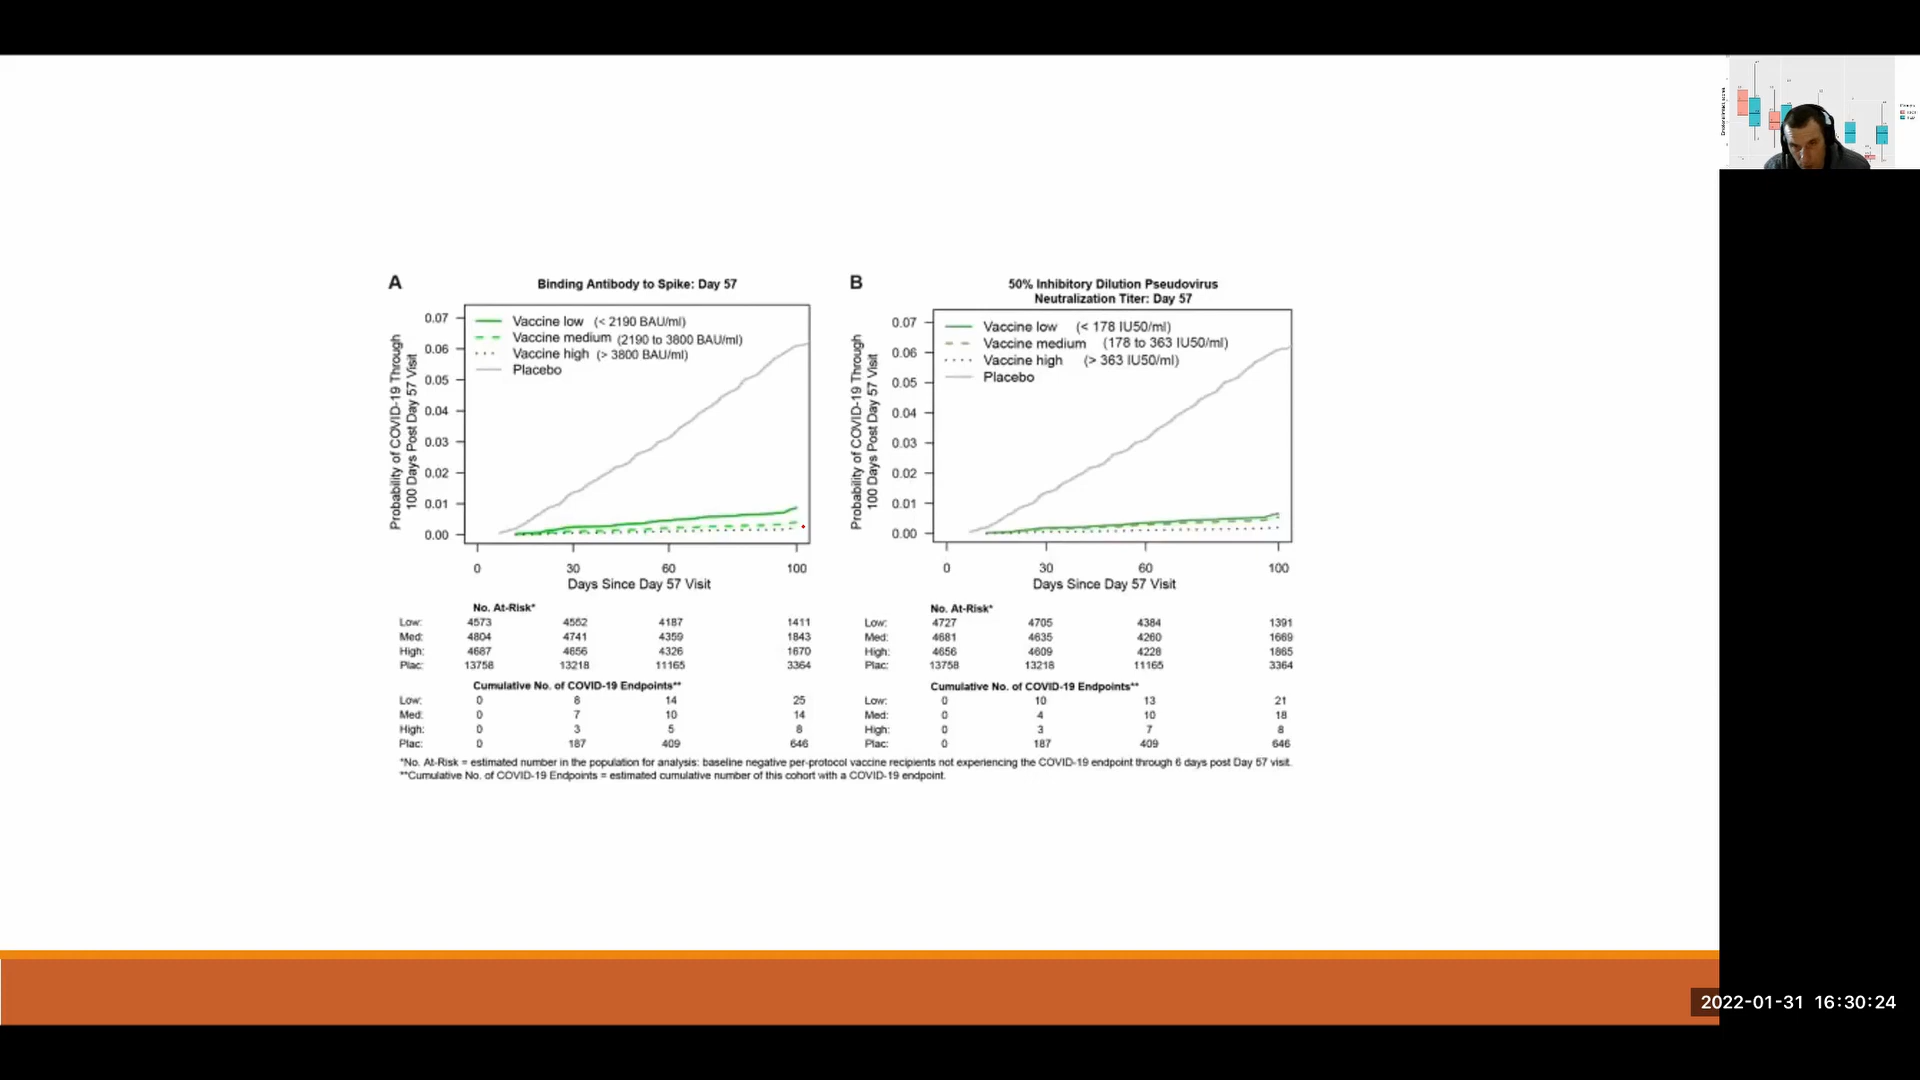 A
Binding Antibody to Spike: Day 57
Probability of COVID-19 Through
100 Days Post Day 57 Visit
0.07
0.06
0.05
0.04
0.03
0.02
0.01
0.00
Vaccine low (< 2190 BAU/ml)
Vaccine medium (2190 to 3800 BAU/ml)
Vaccine high (> 3800 BAU/ml)
Placebo
0 30 60 100
Days Since Day 57 Visit
No. At-Risk*
Low: 4573 4552 4187 1411
Med: 4804 4741 4359 1843
High: 4687 4656 4326 1670
Plac: 13758 13218 11165 3364
Cumulative No. of COVID-19 Endpoints**
Low: 0 8 14 25
Med: 0 7 10 14
High: 0 3 5 8
Plac: 0 187 409 646
B
50% Inhibitory Dilution Pseudovirus
Neutralization Titer: Day 57
Probability of COVID-19 Through
100 Days Post Day 57 Visit
0.07
0.06
0.05
0.04
0.03
0.02
0.01
0.00
Vaccine low (< 178 IU50/ml)
Vaccine medium (178 to 363 IU50/ml)
Vaccine high (> 363 IU50/ml)
Placebo
0 30 60 100
Days Since Day 57 Visit
No. At-Risk*
Low: 4727 4705 4384 1391
Med: 4681 4635 4260 1669
High: 4656 4609 4228 1865
Plac: 13758 13218 11165 3364
Cumulative No. of COVID-19 Endpoints**
Low: 0 10 13 21
Med: 0 4 10 18
High: 0 3 7 8
Plac: 0 187 409 646
*No. At-Risk = estimated number in the population for analysis: baseline negative per-protocol vaccine recipients not experiencing the COVID-19 endpoint through 6 days post Day 57 visit.
**Cumulative No. of COVID-19 Endpoints = estimated cumulative number of this cohort with a COVID-19 endpoint.
2022-01-31 16:30:24